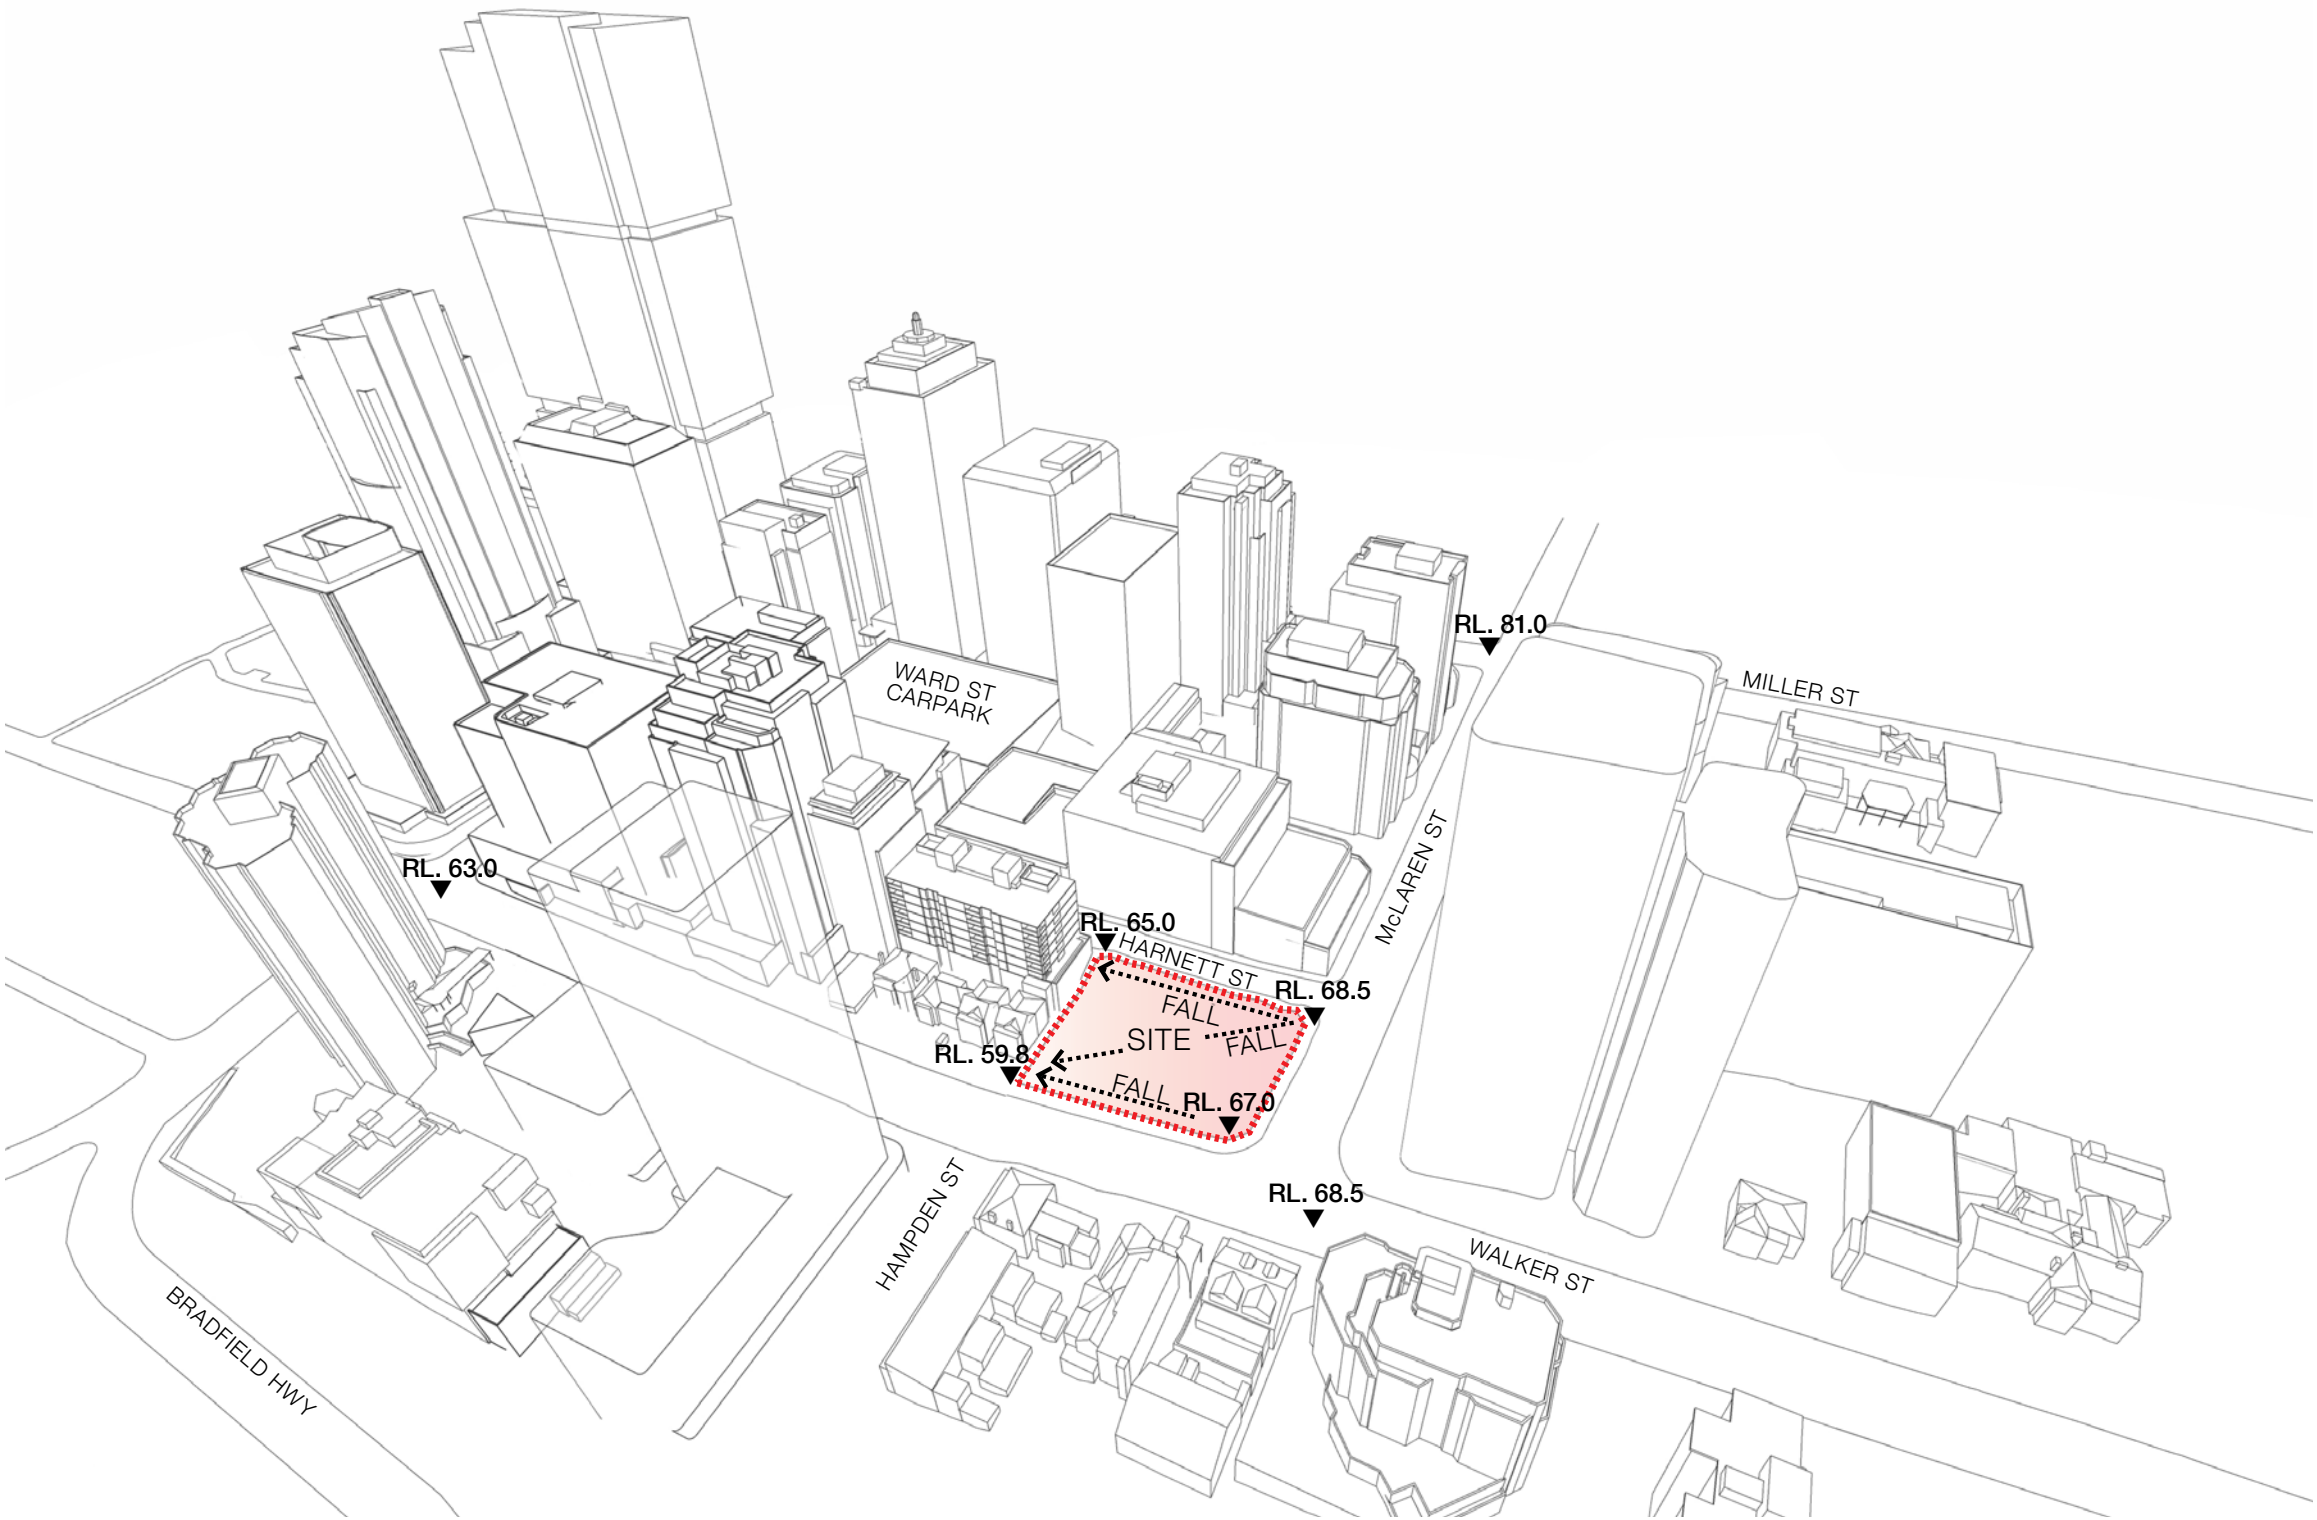 RL. 81.0
WARD ST
CARPARK
MILLER ST
RL. 63.0
McLAREN ST
RL. 65.0
HARNETT ST
RL. 68.5
FALL
SITE
FALL
RL. 59.8
FALL
RL. 67.0
HAMPDEN ST
RL. 68.5
WALKER ST
BRADFIELD HWY